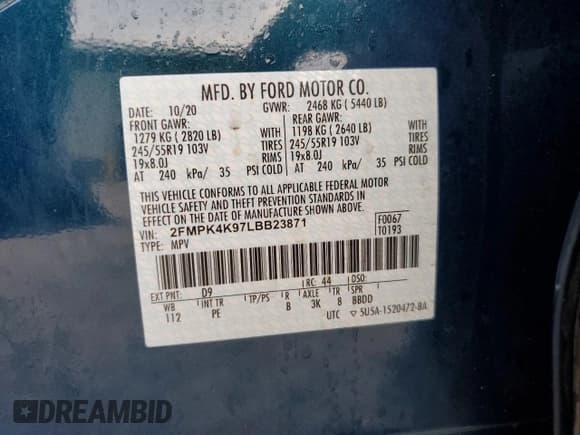 MFD. BY FORD MOTOR CO.
DATE: 10/20 GVWR: 2468 KG ( 5440 LB)
FRONT GAWR: REAR GAWR:
1279 KG ( 2820 LB) WITH 1198 KG ( 2640 LB) WITH
245/55R19 103V TIRES 245/55R19 103V TIRES
19x8.0J RIMS 19x8.0J RIMS
AT 240 kPa/ 35 PSI COLD AT 240 kPa/ 35 PSI COLD
THIS VEHICLE CONFORMS TO ALL APPLICABLE FEDERAL MOTOR
VEHICLE SAFETY AND THEFT PREVENTION STANDARDS IN
EFFECT ON THE DATE OF MANUFACTURE SHOWN ABOVE.
VIN: 2FMPK4K97LBB23871 F0067
TYPE: MPV T0193
EXT PNT: D9 RC: 44 DSO:
WB INT TR TP/PS R AXLE TR SPR
112 PE B 3K 8 BBDD
UTC ▽ 5U5A-1520472-BA
DREAMBID